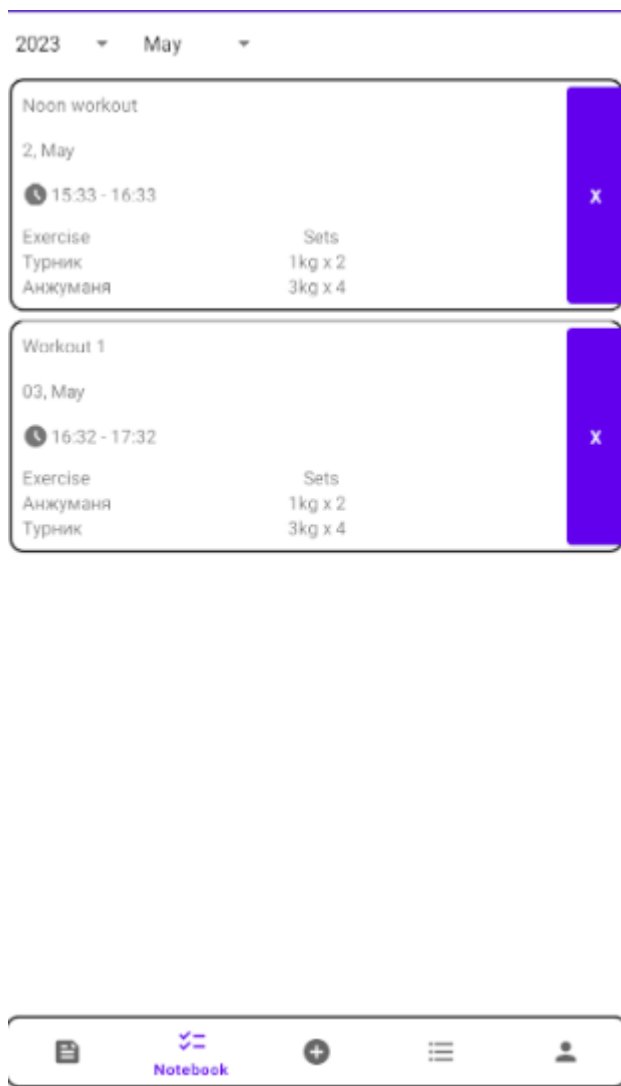 2023 May
Noon workout
2, May
15:33 - 16:33
X
Exercise Sets
Турник 1kg x 2
Анжуманя 3kg x 4
Workout 1
03, May
16:32 - 17:32
X
Exercise Sets
Анжуманя 1kg x 2
Турник 3kg x 4
Notebook